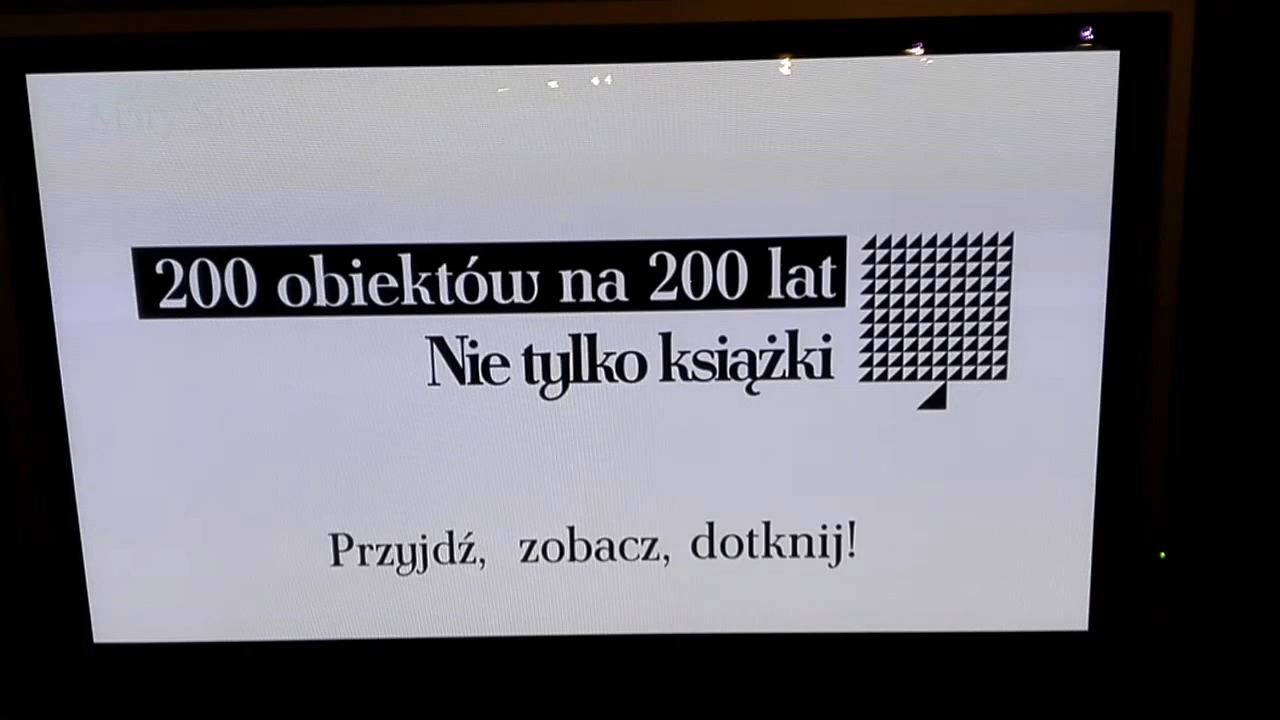 200 obiektów na 200 lat
Nie tylko książki
Przyjdź, zobacz, dotknij!